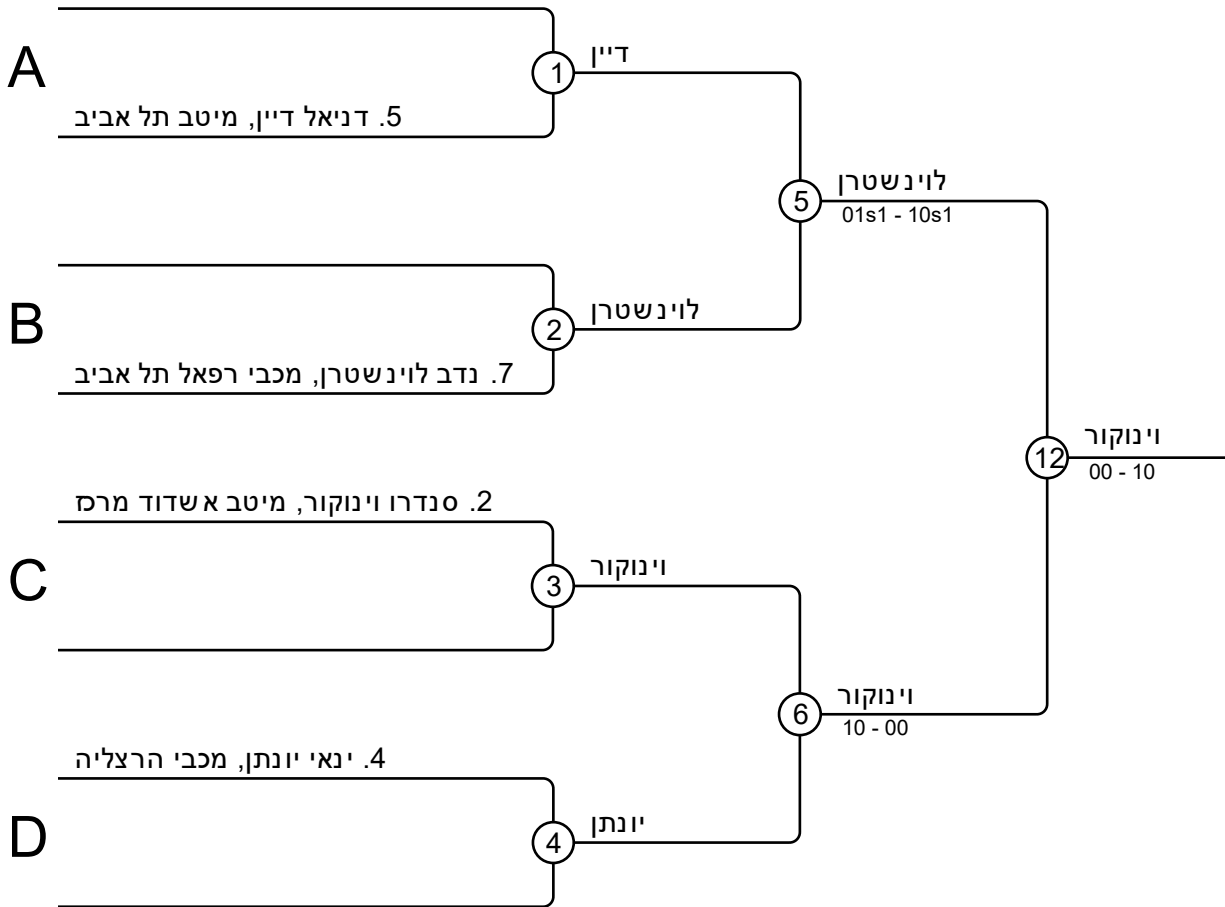 A
1
דיין
5. דניאל דיין, מיטב תל אביב
5
לוינשטרן
01s1 - 10s1
B
2
לוינשטרן
7. נדב לוינשטרן, מכבי רפאל תל אביב
12
וינוקור
00 - 10
2. סנדרו וינוקור, מיטב אשדוד מרכז
C
3
וינוקור
6
וינוקור
10 - 00
4. ינאי יונתן, מכבי הרצליה
D
4
יונתן